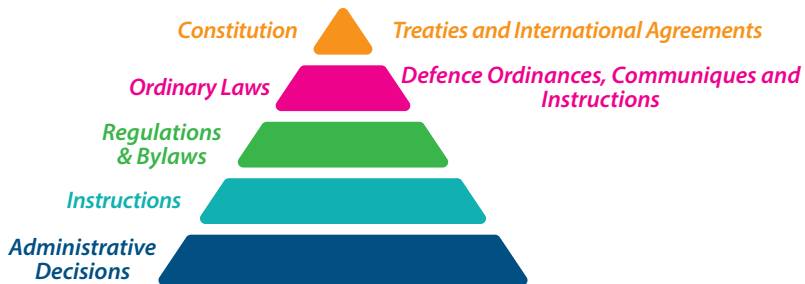 Constitution
Treaties and International Agreements
Ordinary Laws
Defence Ordinances, Communiques and
Instructions
Regulations
& Bylaws
Instructions
Administrative
Decisions